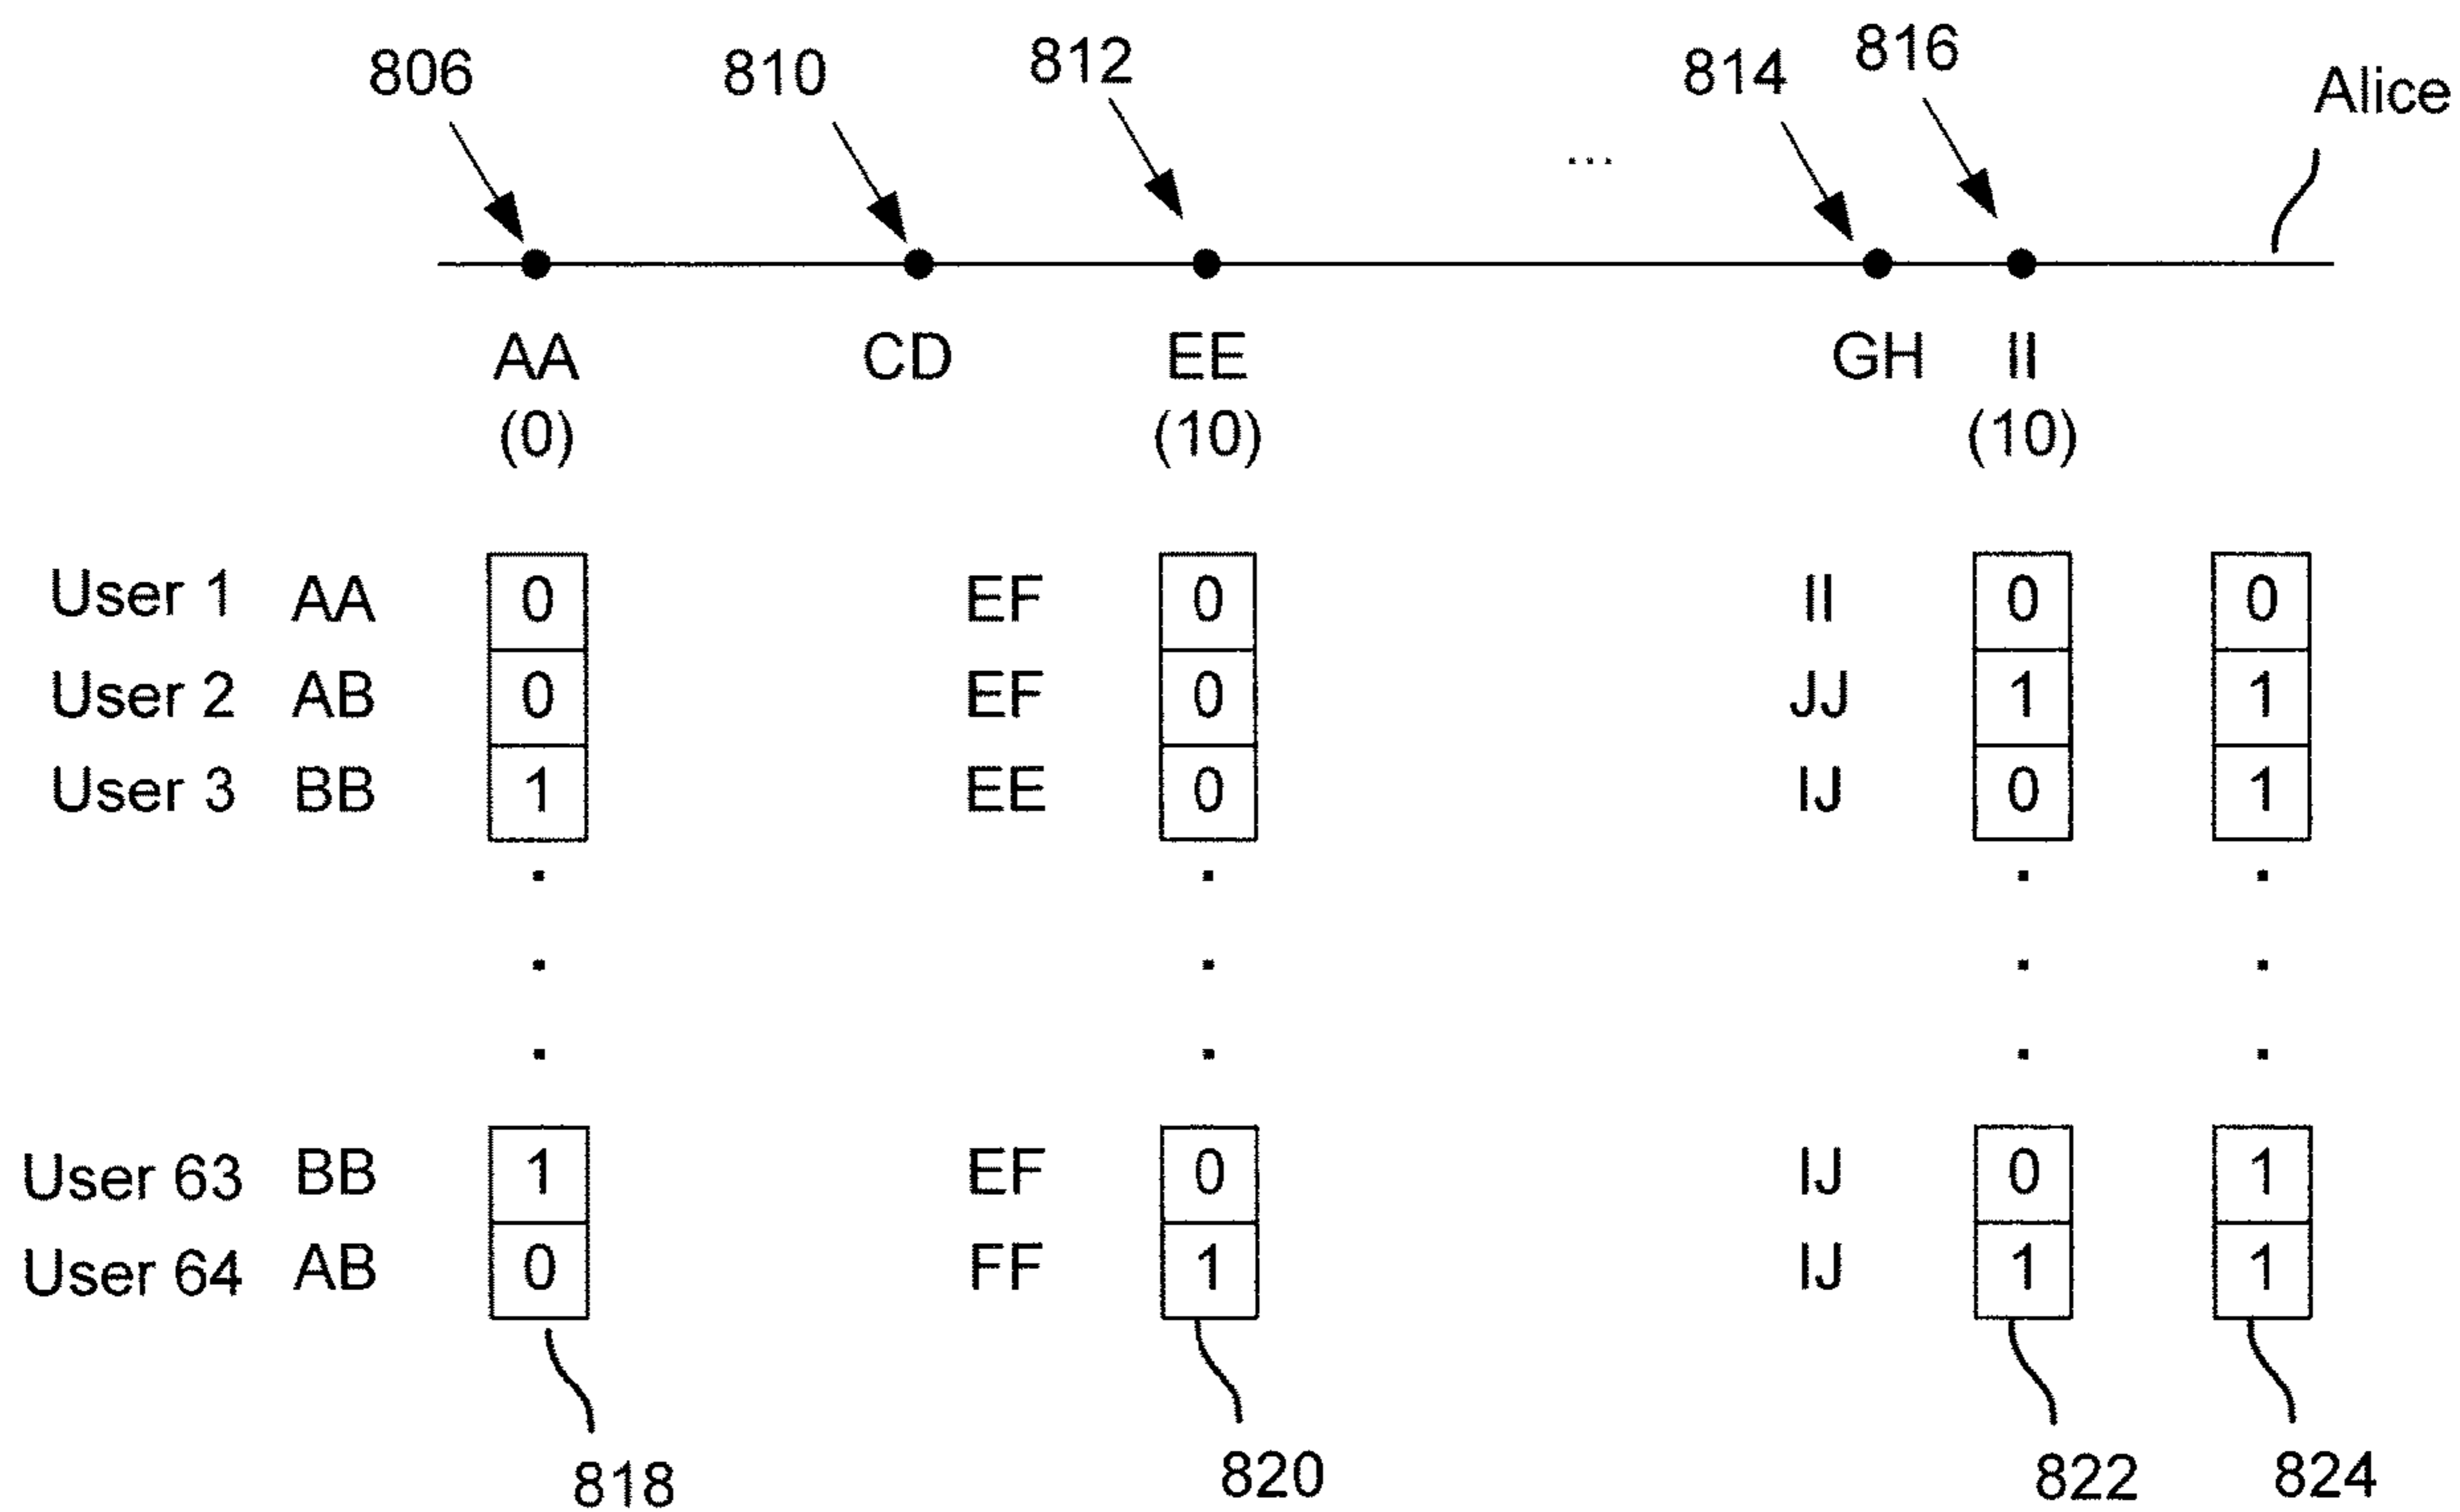 806 810 812 814 816 Alice
...
AA CD EE GH II
(0) (10) (10)
User 1 AA 0 EF 0 II 0 0
User 2 AB 0 EF 0 JJ 1 1
User 3 BB 1 EE 0 IJ 0 1
User 63 BB 1 EF 0 IJ 0 1
User 64 AB 0 FF 1 IJ 1 1
818 820 822 824